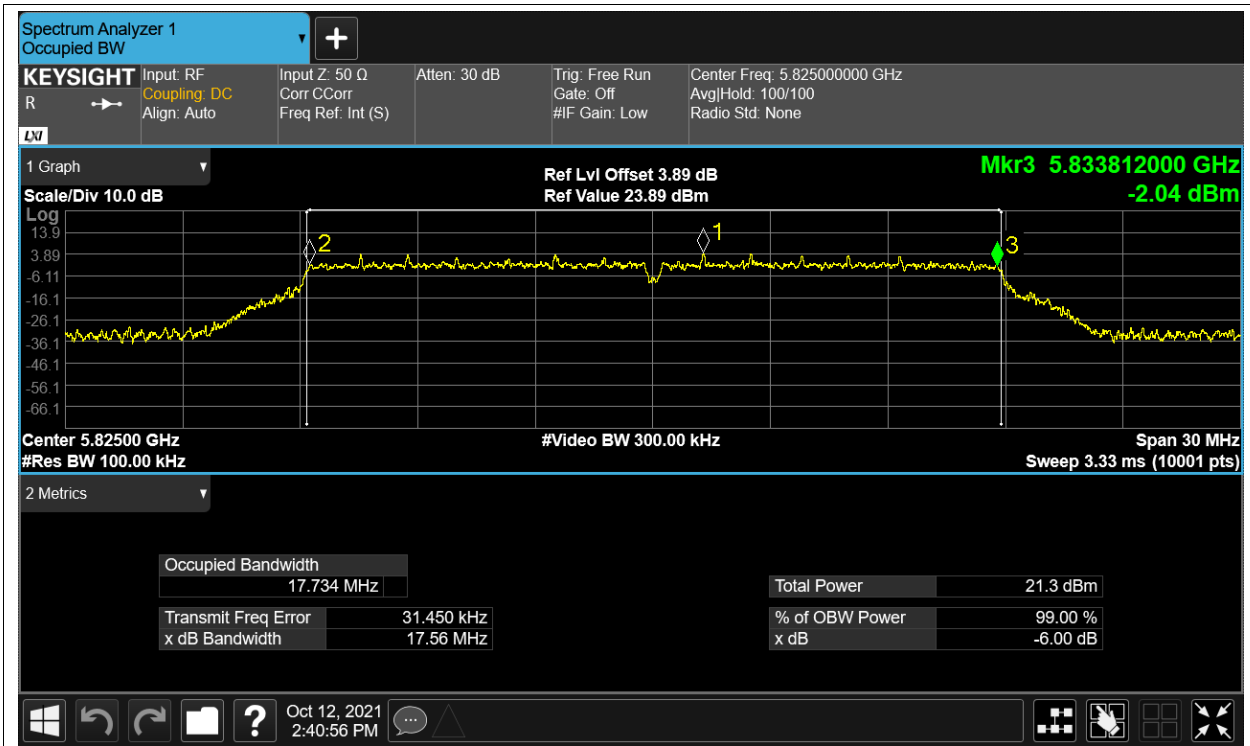 Spectrum Analyzer 1
Occupied BW
KEYSIGHT
R
LXI
Input: RF
Coupling: DC
Align: Auto
Input Z: 50 Ω
Corr CCorr
Freq Ref: Int (S)
Atten: 30 dB
Trig: Free Run
Gate: Off
#IF Gain: Low
Center Freq: 5.825000000 GHz
Avg|Hold: 100/100
Radio Std: None
1 Graph
Scale/Div 10.0 dB
Ref Lvl Offset 3.89 dB
Ref Value 23.89 dBm
Mkr3 5.833812000 GHz
-2.04 dBm
Log
13.9
3.89
-6.11
-16.1
-26.1
-36.1
-46.1
-56.1
-66.1
2
1
3
Center 5.82500 GHz
#Res BW 100.00 kHz
#Video BW 300.00 kHz
Span 30 MHz
Sweep 3.33 ms (10001 pts)
2 Metrics
Occupied Bandwidth
17.734 MHz
Transmit Freq Error 31.450 kHz
x dB Bandwidth 17.56 MHz
Total Power 21.3 dBm
% of OBW Power 99.00 %
x dB -6.00 dB
?
Oct 12, 2021
2:40:56 PM